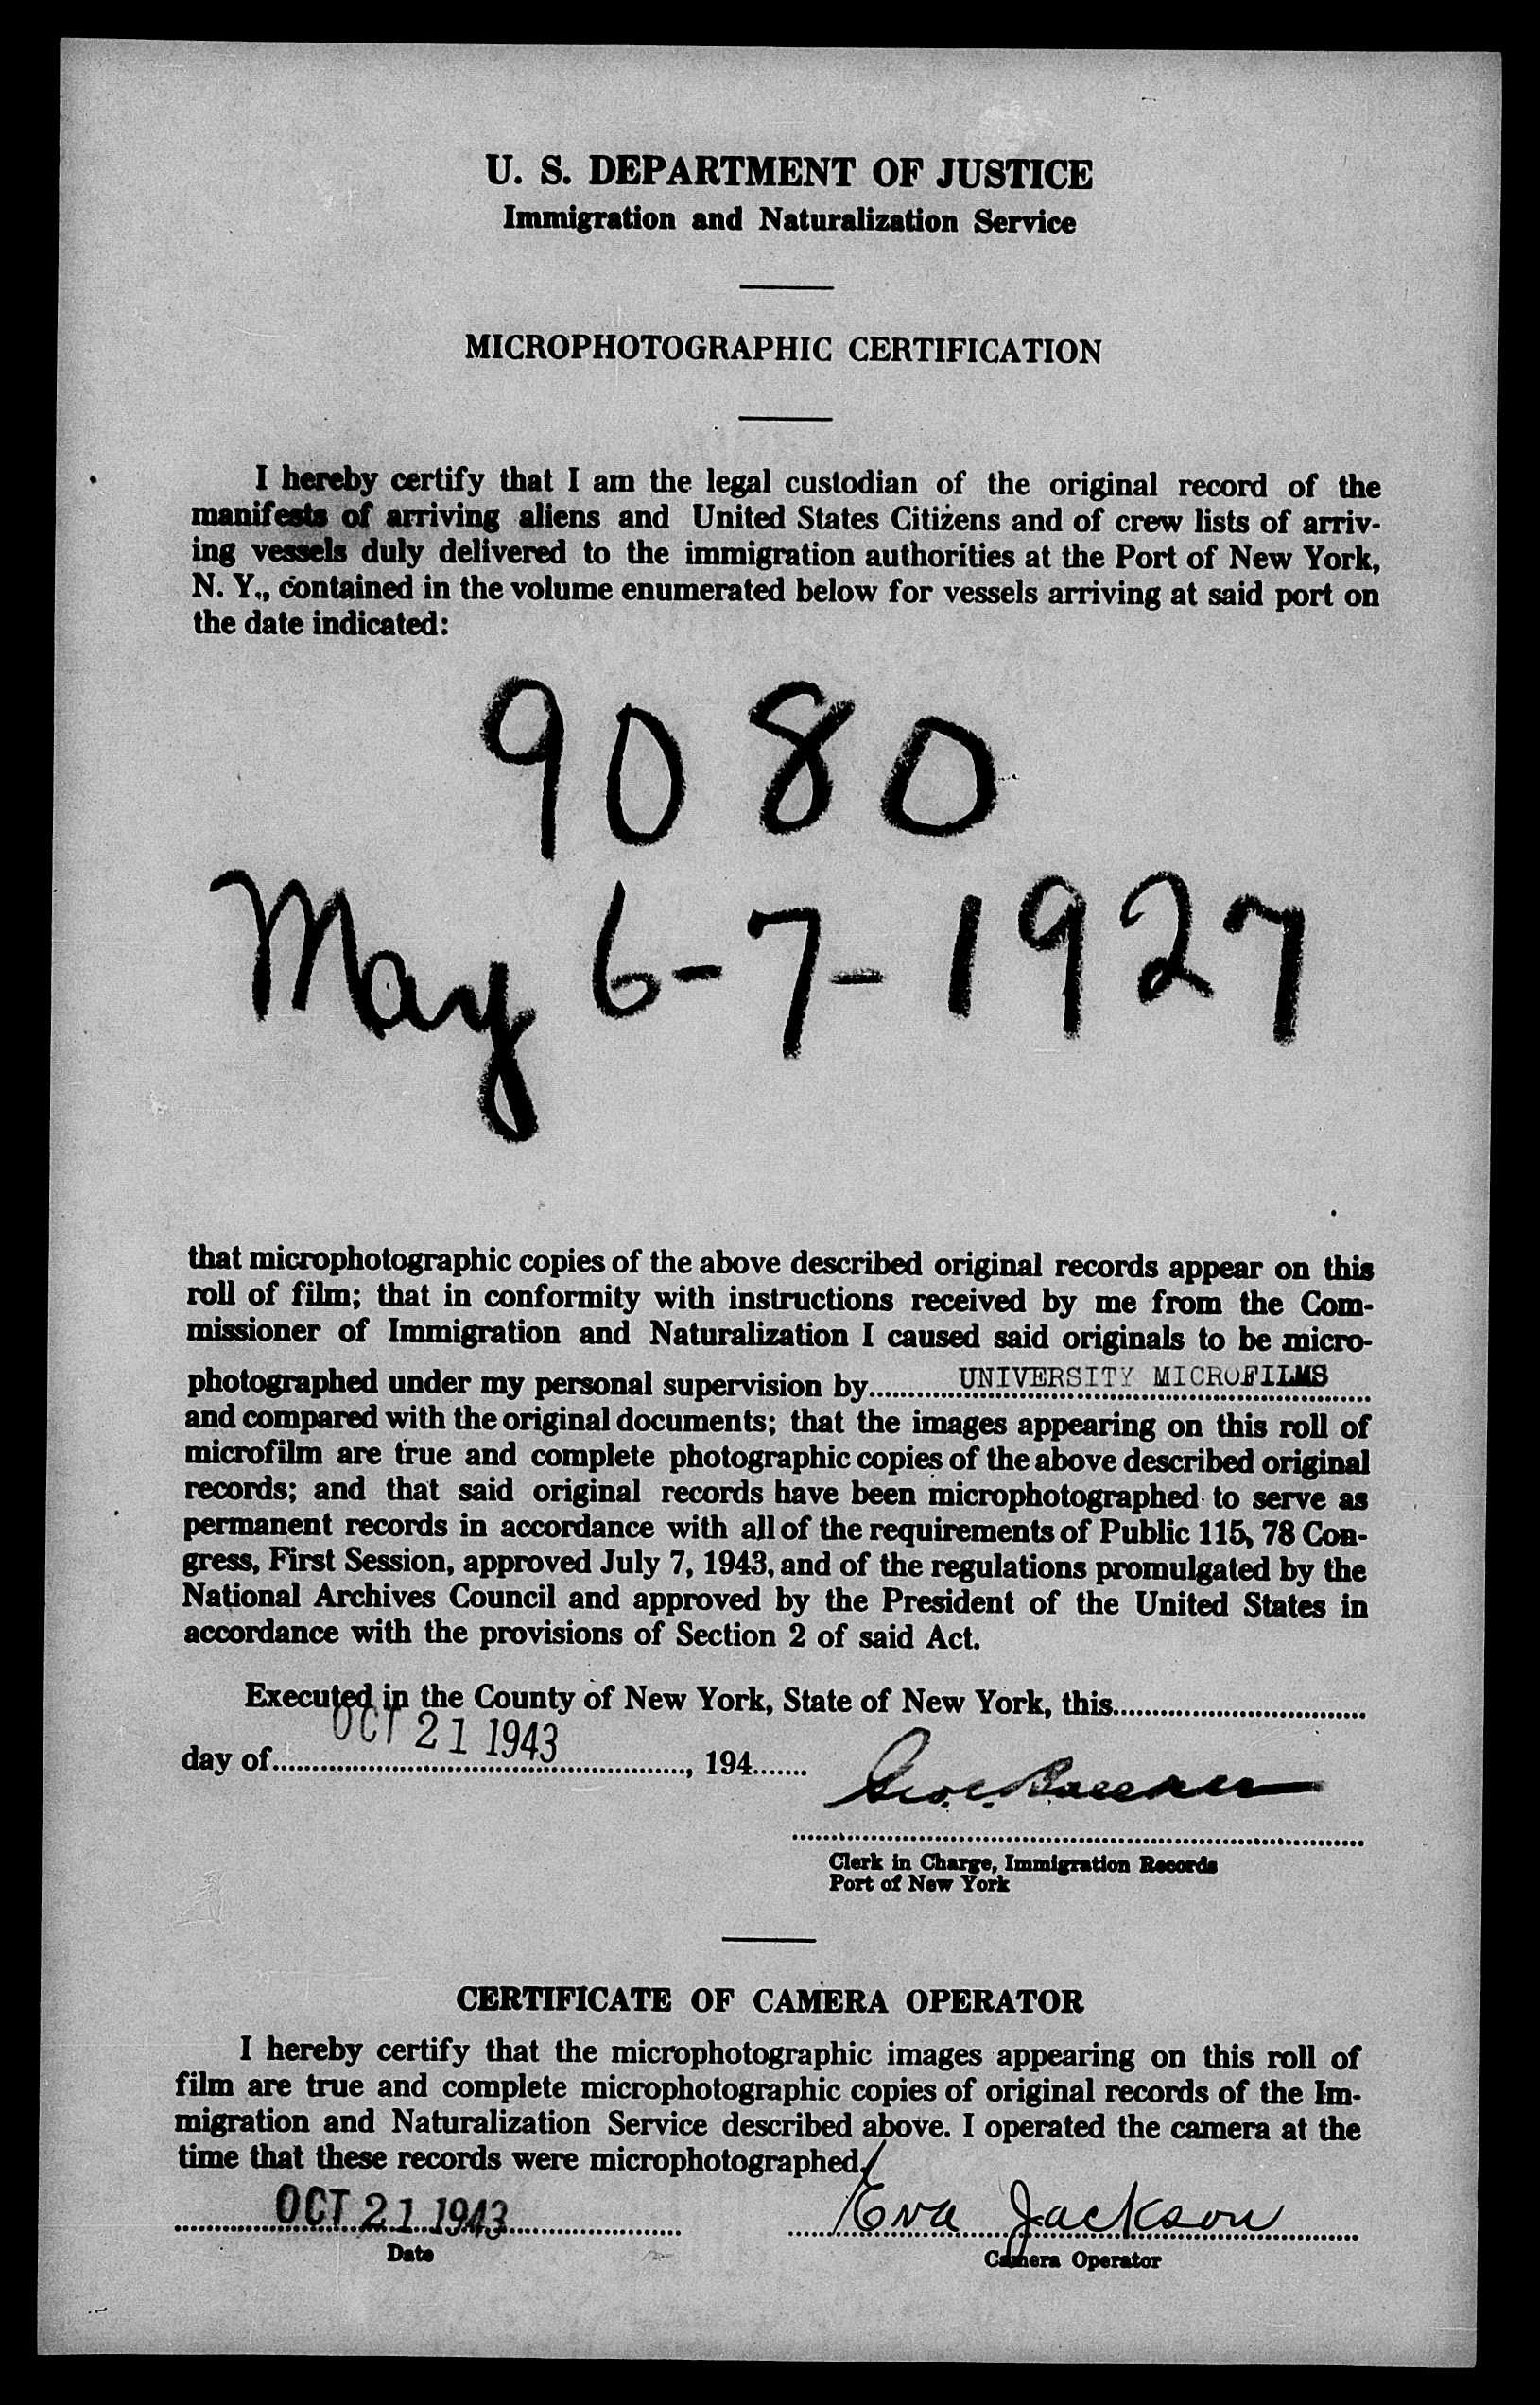 U. S. DEPARTMENT OF JUSTICE
Immigration and Naturalization Service
MICROPHOTOGRAPHIC CERTIFICATION
I hereby certify that I am the legal custodian of the original record of the
manifests of arriving aliens and United States Citizens and of crew lists of arriv-
ing vessels duly delivered to the immigration authorities at the Port of New York,
N. Y., contained in the volume enumerated below for vessels arriving at said port on
the date indicated:
9080
May 6-7-1927
that microphotographic copies of the above described original records appear on this
roll of film; that in conformity with instructions received by me from the Com-
missioner of Immigration and Naturalization I caused said originals to be micro-
photographed under my personal supervision by UNIVERSITY MICROFILMS
and compared with the original documents; that the images appearing on this roll of
microfilm are true and complete photographic copies of the above described original
records; and that said original records have been microphotographed to serve as
permanent records in accordance with all of the requirements of Public 115, 78 Con-
gress, First Session, approved July 7, 1943, and of the regulations promulgated by the
National Archives Council and approved by the President of the United States in
accordance with the provisions of Section 2 of said Act.
Executed in the County of New York, State of New York, this
OCT 21 1943
day of , 194
Clerk in Charge, Immigration Records
Port of New York
CERTIFICATE OF CAMERA OPERATOR
I hereby certify that the microphotographic images appearing on this roll of
film are true and complete microphotographic copies of original records of the Im-
migration and Naturalization Service described above. I operated the camera at the
time that these records were microphotographed.
OCT 21 1943 Eva Jackson
Date Camera Operator